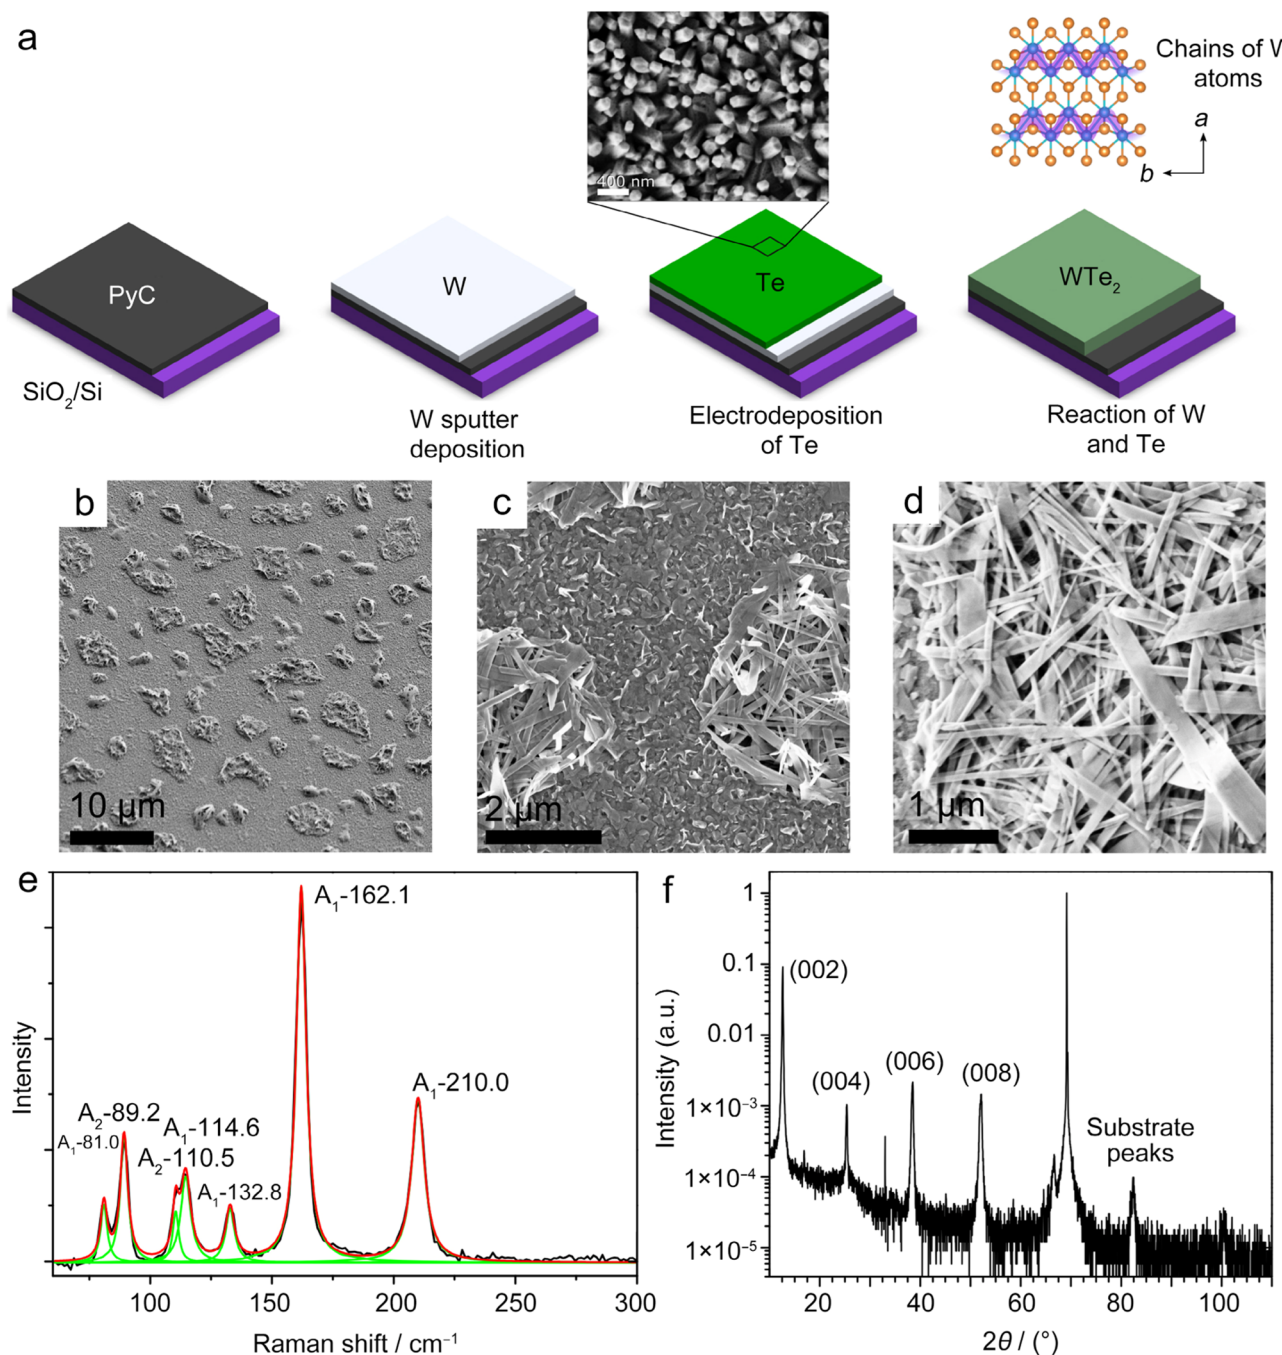 a
400 nm
Chains of W
atoms
a
b
PyC
W
Te
WTe₂
SiO₂/Si
W sputter
deposition
Electrodeposition
of Te
Reaction of W
and Te
b
10 µm
c
2 µm
d
1 µm
e
A₁-162.1
A₁-210.0
A₂-89.2
A₁-81.0
A₁-114.6
A₂-110.5
A₁-132.8
Intensity
100 150 200 250 300
Raman shift / cm⁻¹
f
1
0.1
0.01
1×10⁻³
1×10⁻⁴
1×10⁻⁵
Intensity (a.u.)
(002)
(004)
(006)
(008)
Substrate
peaks
20 40 60 80 100
2θ / (°)